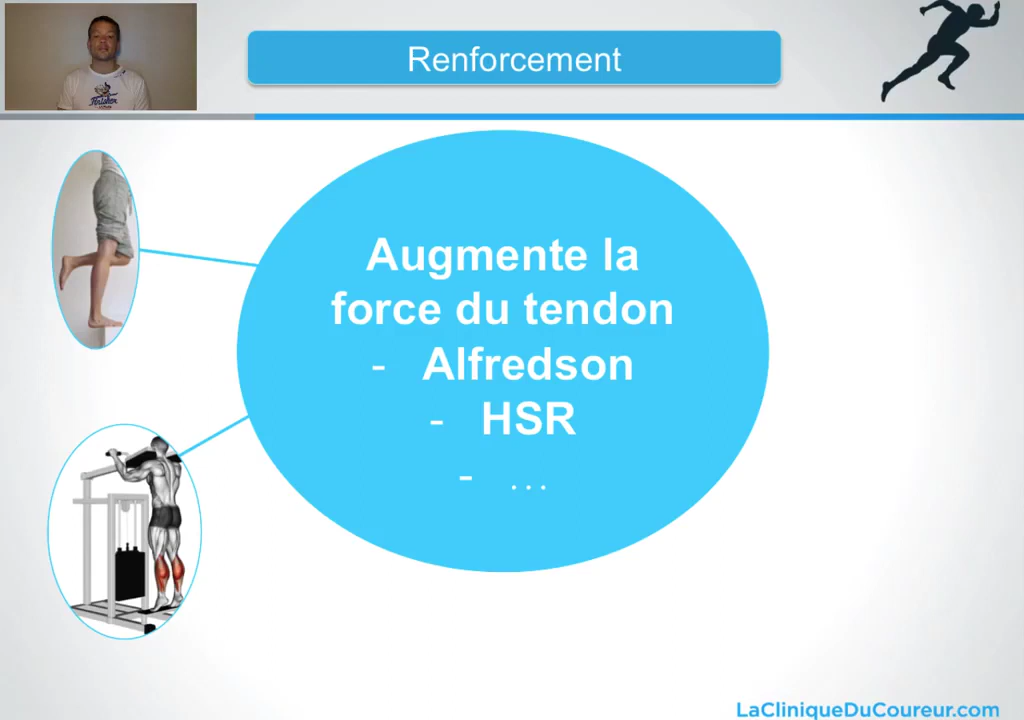 Renforcement
Augmente la
force du tendon
- Alfredson
- HSR
- …
LaCliniqueDuCoureur.com